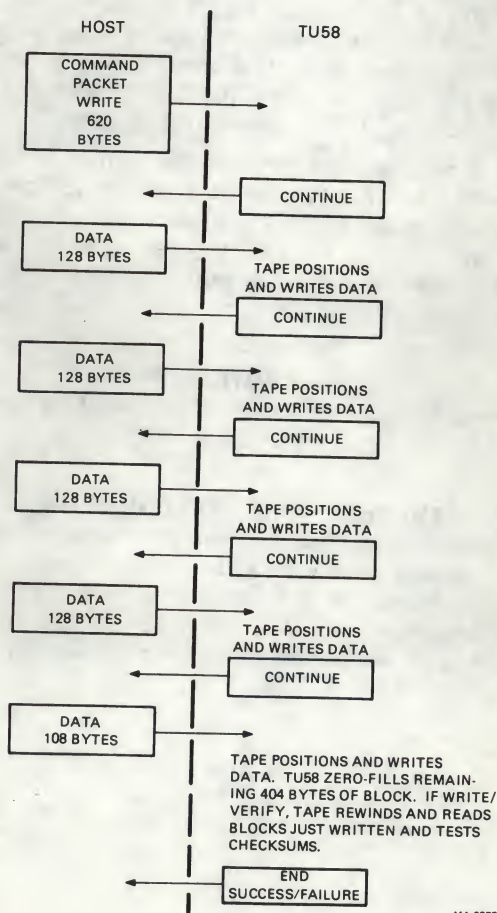 HOST
TU58
COMMAND
PACKET
WRITE
620
BYTES
CONTINUE
DATA
128 BYTES
TAPE POSITIONS
AND WRITES DATA
CONTINUE
DATA
128 BYTES
TAPE POSITIONS
AND WRITES DATA
CONTINUE
DATA
128 BYTES
TAPE POSITIONS
AND WRITES DATA
CONTINUE
DATA
128 BYTES
TAPE POSITIONS
AND WRITES DATA
CONTINUE
DATA
108 BYTES
TAPE POSITIONS AND WRITES
DATA. TU58 ZERO-FILLS REMAIN-
ING 404 BYTES OF BLOCK. IF WRITE/
VERIFY, TAPE REWINDS AND READS
BLOCKS JUST WRITTEN AND TESTS
CHECKSUMS.
END
SUCCESS/FAILURE